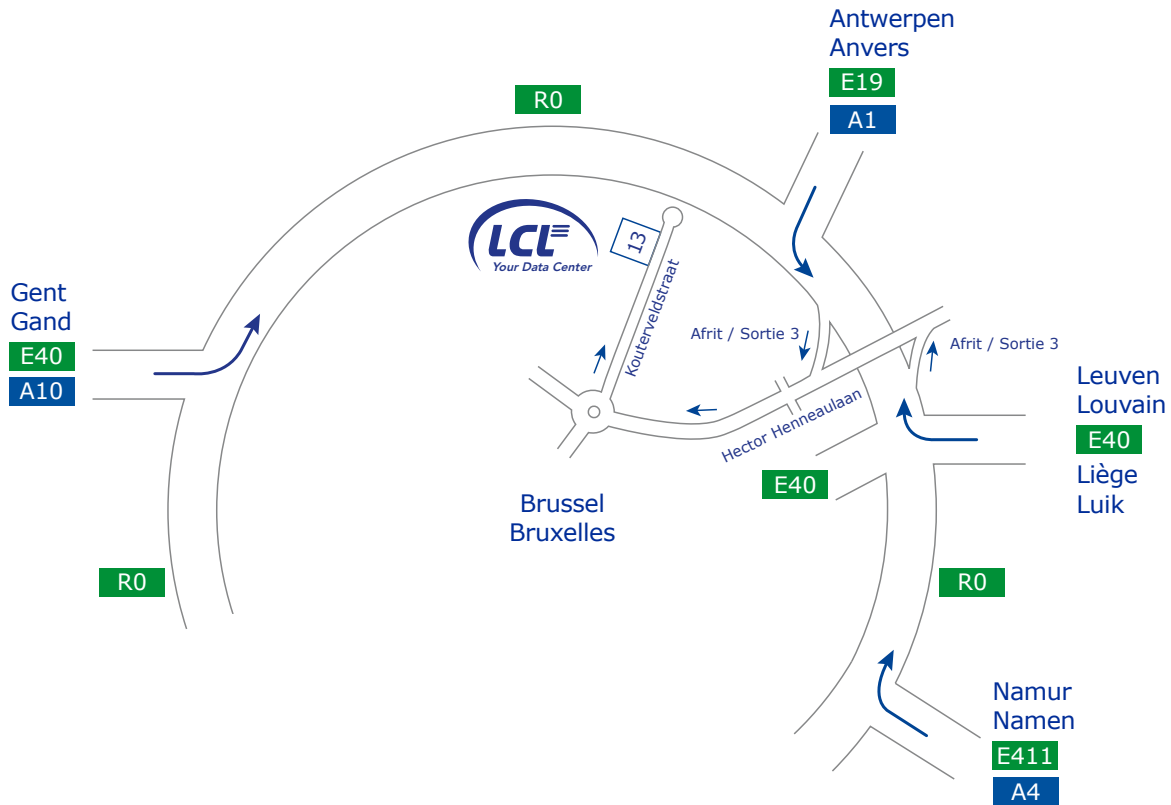 Antwerpen
Anvers
E19
A1
R0
LCL
Your Data Center
13
Kouterveldstraat
Gent
Gand
E40
A10
Afrit / Sortie 3
Afrit / Sortie 3
Hector Henneaulaan
Leuven
Louvain
E40
Liège
Luik
E40
Brussel
Bruxelles
R0
R0
Namur
Namen
E411
A4